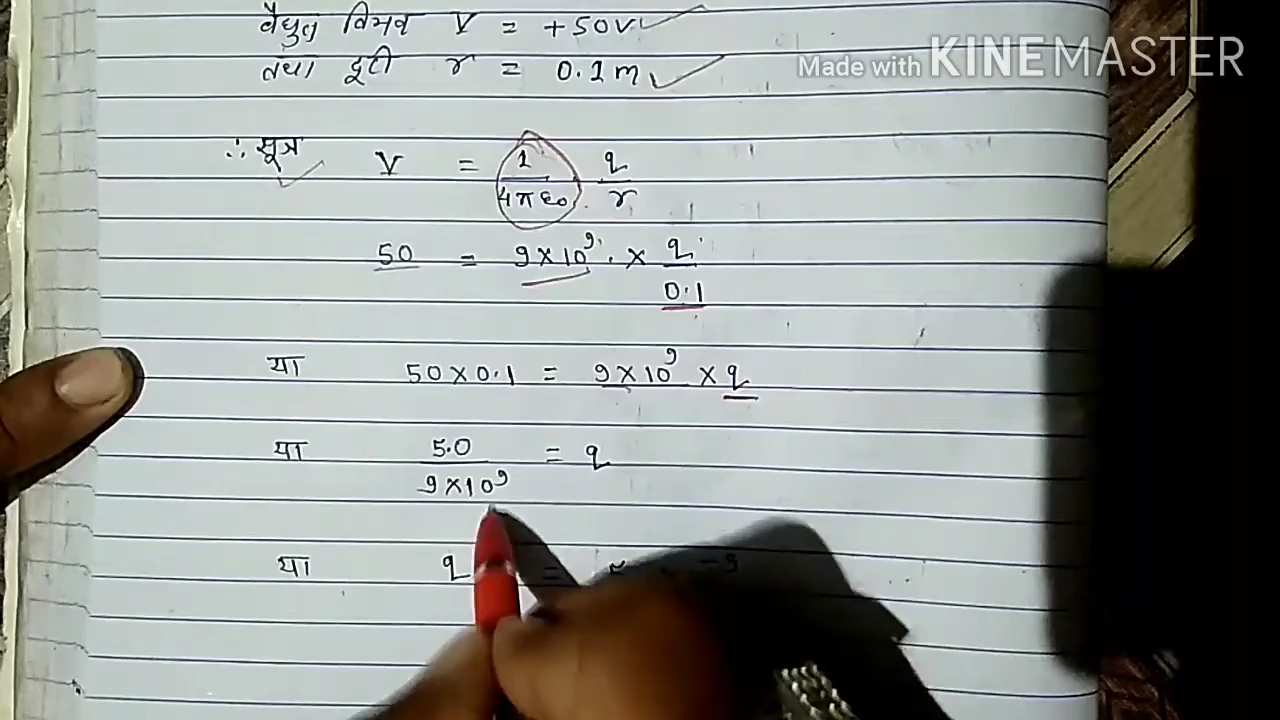 वैधुत विभव V = +50V
Made with KINEMASTER
तथा दूरी r = 0.1m
∴ सूत्र V = 1/4πε₀ . q/r
50 = 9×10⁹ × q/0.1
या 50×0.1 = 9×10⁹ × q
या 5.0/9×10⁹ = q
या q =